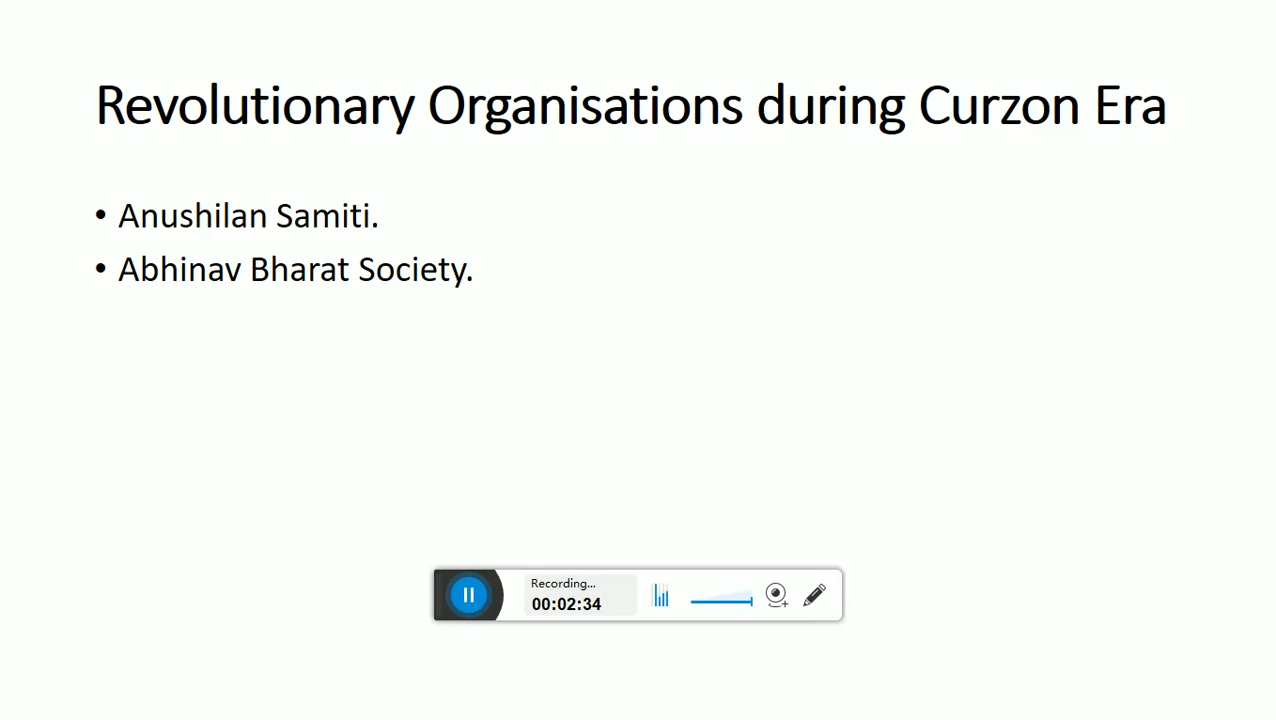 Revolutionary Organisations during Curzon Era
• Anushilan Samiti.
• Abhinav Bharat Society.
Recording...
00:02:34